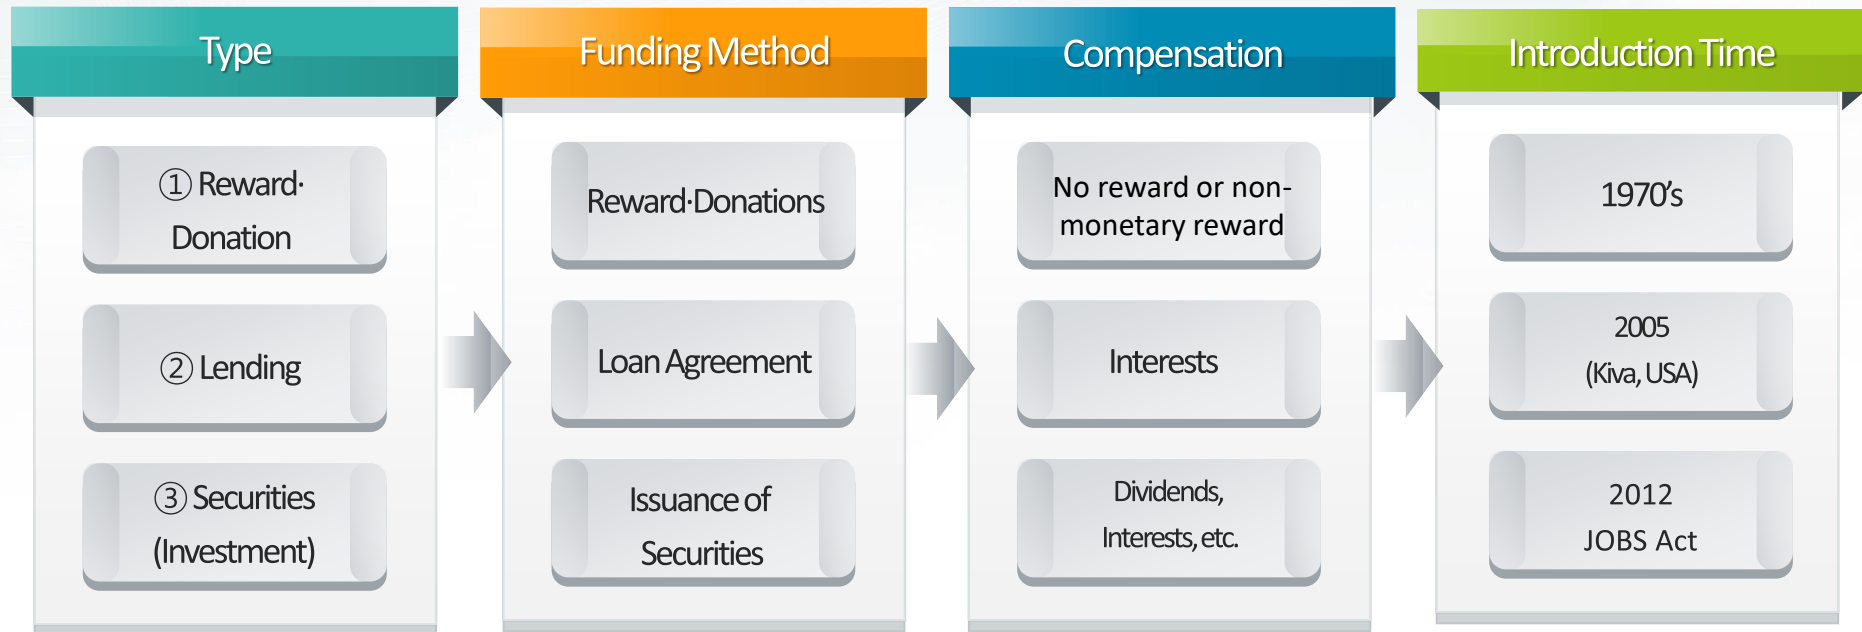 Type
① Reward·
Donation
② Lending
③ Securities
(Investment)
Funding Method
Reward·Donations
Loan Agreement
Issuance of
Securities
Compensation
No reward or non-
monetary reward
Interests
Dividends,
Interests, etc.
Introduction Time
1970’s
2005
(Kiva, USA)
2012
JOBS Act